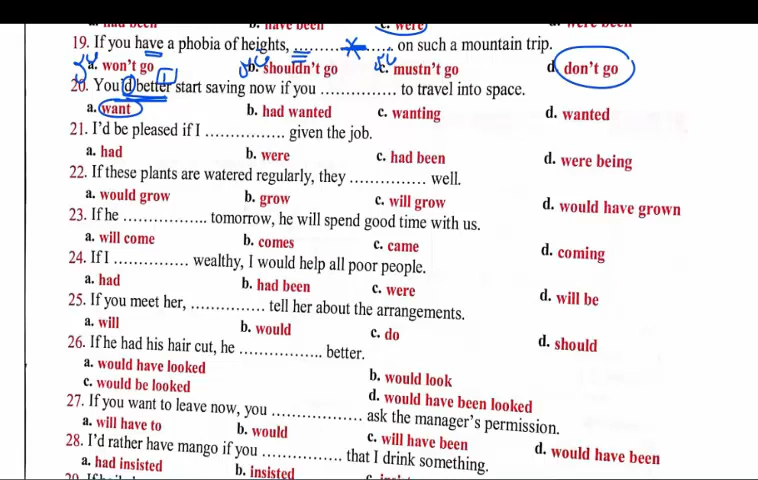 a. had been b. have been c. were d. were been
19. If you have a phobia of heights, ................. on such a mountain trip.
a. won't go b. shouldn't go c. mustn't go d. don't go
20. You'd better start saving now if you ................ to travel into space.
a. want b. had wanted c. wanting d. wanted
21. I'd be pleased if I ................ given the job.
a. had b. were c. had been d. were being
22. If these plants are watered regularly, they ................ well.
a. would grow b. grow c. will grow d. would have grown
23. If he ................. tomorrow, he will spend good time with us.
a. will come b. comes c. came d. coming
24. If I ............... wealthy, I would help all poor people.
a. had b. had been c. were d. will be
25. If you meet her, ............... tell her about the arrangements.
a. will b. would c. do d. should
26. If he had his hair cut, he ................. better.
a. would have looked b. would look
c. would be looked d. would have been looked
27. If you want to leave now, you .................. ask the manager's permission.
a. will have to b. would c. will have been d. would have been
28. I'd rather have mango if you ................. that I drink something.
a. had insisted b. insisted